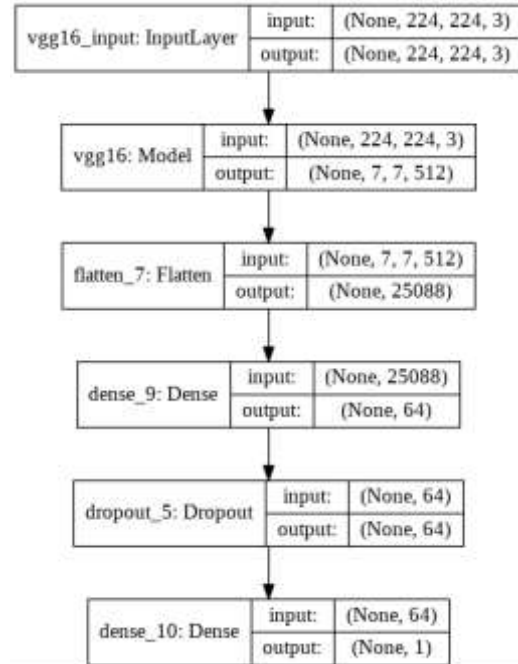 vgg16_input: InputLayer
input: (None, 224, 224, 3)
output: (None, 224, 224, 3)
vgg16: Model
input: (None, 224, 224, 3)
output: (None, 7, 7, 512)
flatten_7: Flatten
input: (None, 7, 7, 512)
output: (None, 25088)
dense_9: Dense
input: (None, 25088)
output: (None, 64)
dropout_5: Dropout
input: (None, 64)
output: (None, 64)
dense_10: Dense
input: (None, 64)
output: (None, 1)